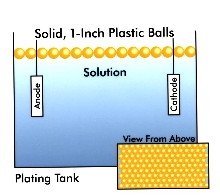 Solid, 1-Inch Plastic Balls
Solution
Anode
Cathode
View From Above
Plating Tank